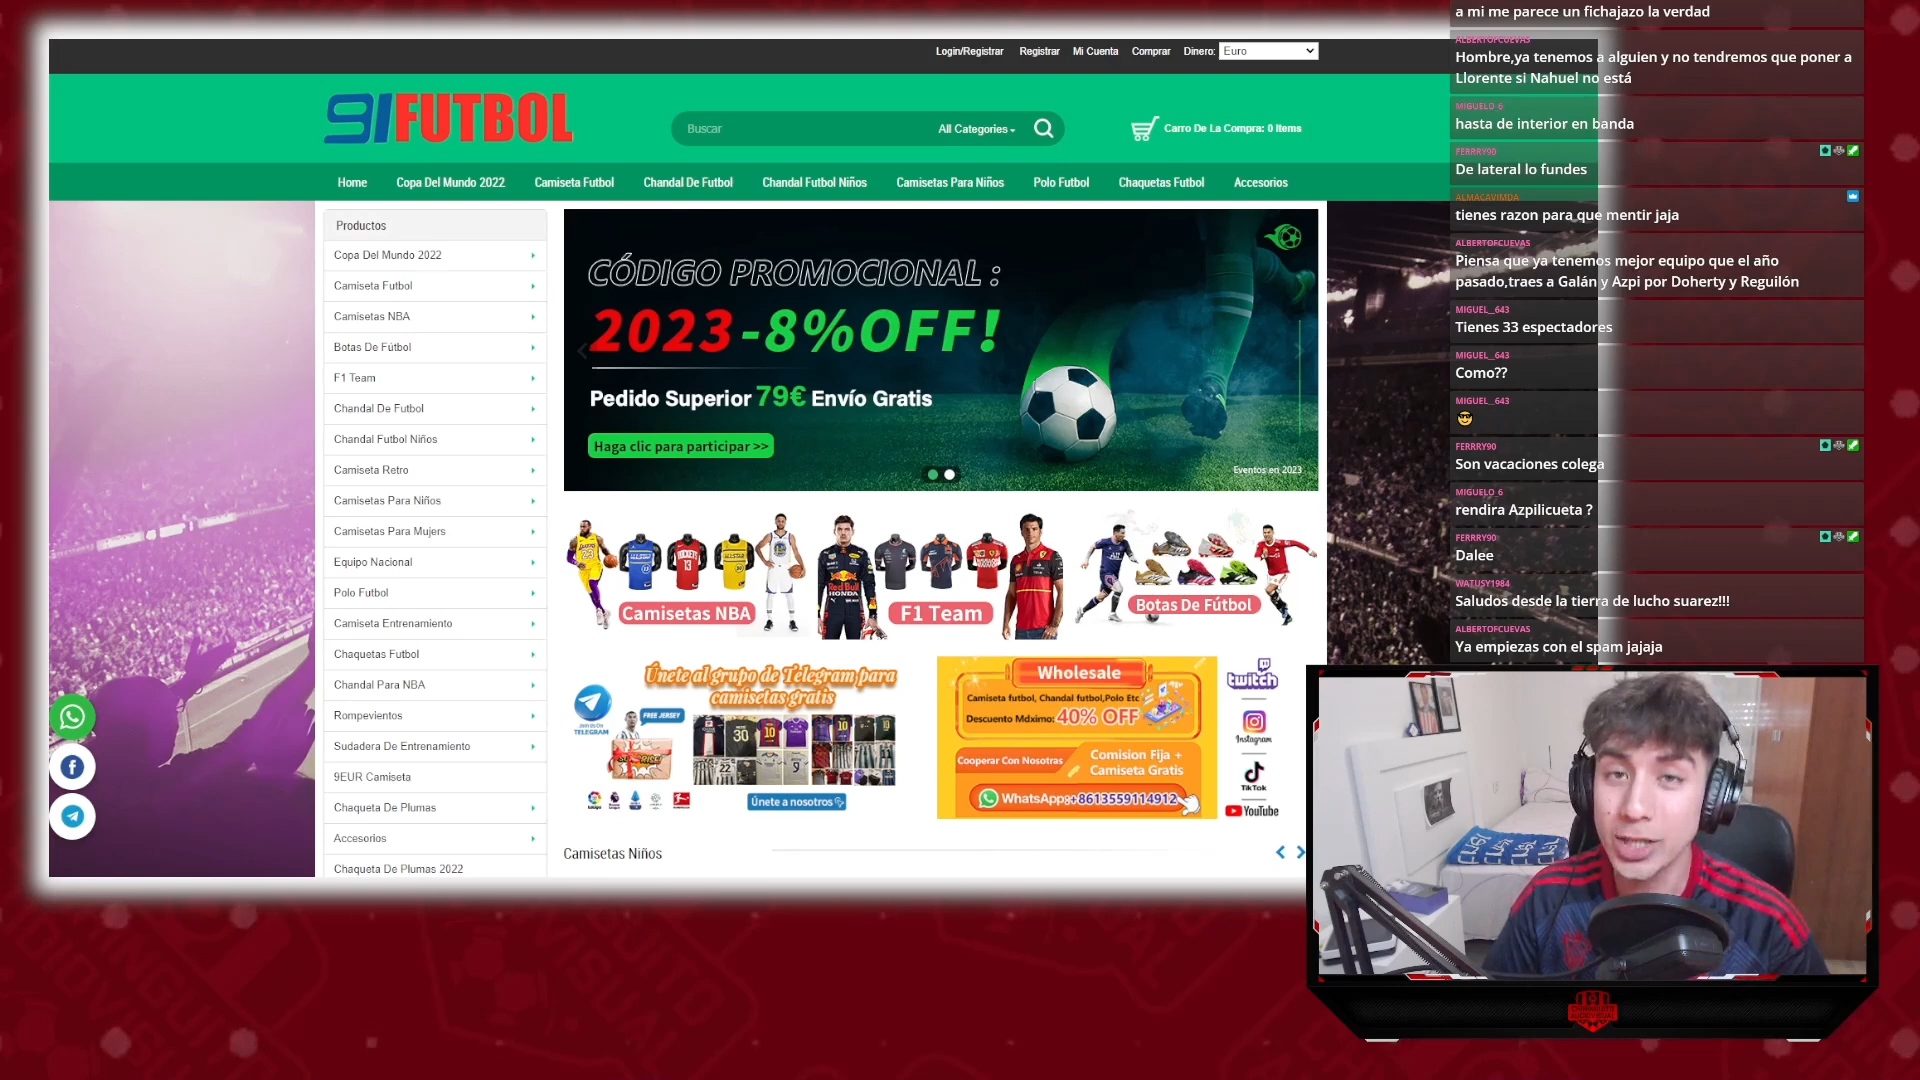 Login/Registrar Registrar Mi Cuenta Comprar Dinero: Euro
91FUTBOL
Buscar All Categories
Carro De La Compra: 0 Items
Home Copa Del Mundo 2022 Camiseta Futbol Chandal De Futbol Chandal Futbol Niños Camisetas Para Niños Polo Futbol Chaquetas Futbol Accesorios
Productos
Copa Del Mundo 2022
Camiseta Futbol
Camisetas NBA
Botas De Fútbol
F1 Team
Chandal De Futbol
Chandal Futbol Niños
Camiseta Retro
Camisetas Para Niños
Camisetas Para Mujers
Equipo Nacional
Polo Futbol
Camiseta Entrenamiento
Chaquetas Futbol
Chandal Para NBA
Rompevientos
Sudadera De Entrenamiento
9EUR Camiseta
Chaqueta De Plumas
Accesorios
Chaqueta De Plumas 2022
CÓDIGO PROMOCIONAL :
2023 -8%OFF!
Pedido Superior 79€ Envío Gratis
Haga clic para participar >>
Eventos en 2023
Camisetas NBA
F1 Team
Botas De Fútbol
Únete al grupo de Telegram para
camisetas gratis
TELEGRAM
FREE JERSEY
Únete a nosotros
Wholesale
Camiseta futbol, Chandal futbol,Polo Etc
Descuento Mdximo: 40% OFF
Cooperar Con Nosotras
Comision Fija +
Camiseta Gratis
WhatsApp:+8613559114912
twitch
Instagram
TikTok
YouTube
Camisetas Niños
a mi me parece un fichajazo la verdad
ALBERTOFCUEVAS
Hombre,ya tenemos a alguien y no tendremos que poner a
Llorente si Nahuel no está
MIGUELO_6
hasta de interior en banda
FERRRY90
De lateral lo fundes
ALMACAVIMDA
tienes razon para que mentir jaja
ALBERTOFCUEVAS
Piensa que ya tenemos mejor equipo que el año
pasado,traes a Galán y Azpi por Doherty y Reguilón
MIGUEL__643
Tienes 33 espectadores
MIGUEL__643
Como??
MIGUEL__643
😎
FERRRY90
Son vacaciones colega
MIGUELO_6
rendira Azpilicueta ?
FERRRY90
Dalee
WATUSY1984
Saludos desde la tierra de lucho suarez!!!
ALBERTOFCUEVAS
Ya empiezas con el spam jajaja